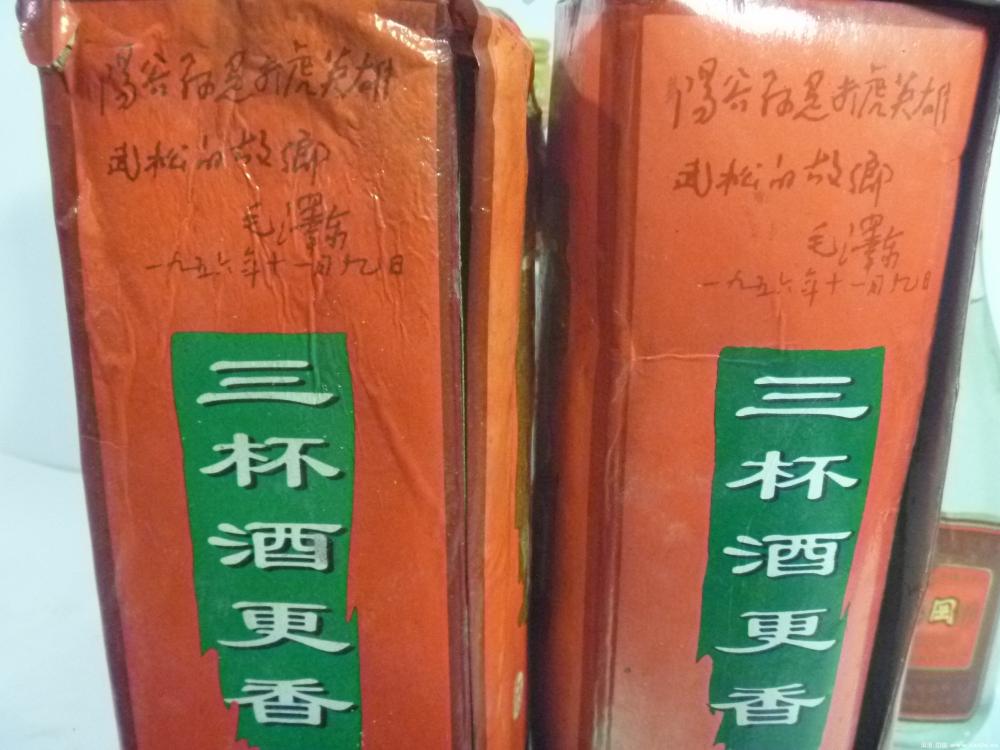 陽谷县是打虎英雄
武松的故鄉
毛澤东
一九五六年十一月九日
三杯酒更香
陽谷县是打虎英雄
武松的故鄉
毛澤东
一九五六年十一月九日
三杯酒更香